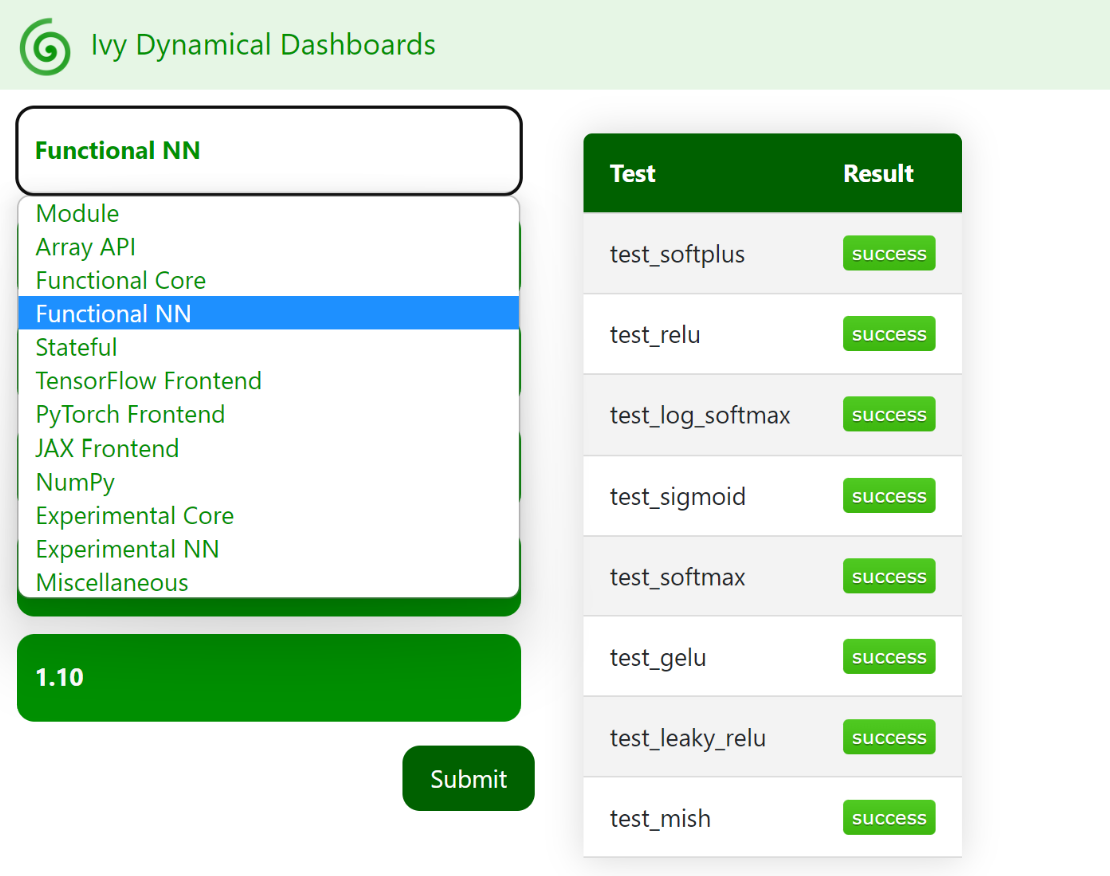 Ivy Dynamical Dashboards
Functional NN
Module
Array API
Functional Core
Functional NN
Stateful
TensorFlow Frontend
PyTorch Frontend
JAX Frontend
NumPy
Experimental Core
Experimental NN
Miscellaneous
1.10
Submit
Test Result
test_softplus success
test_relu success
test_log_softmax success
test_sigmoid success
test_softmax success
test_gelu success
test_leaky_relu success
test_mish success